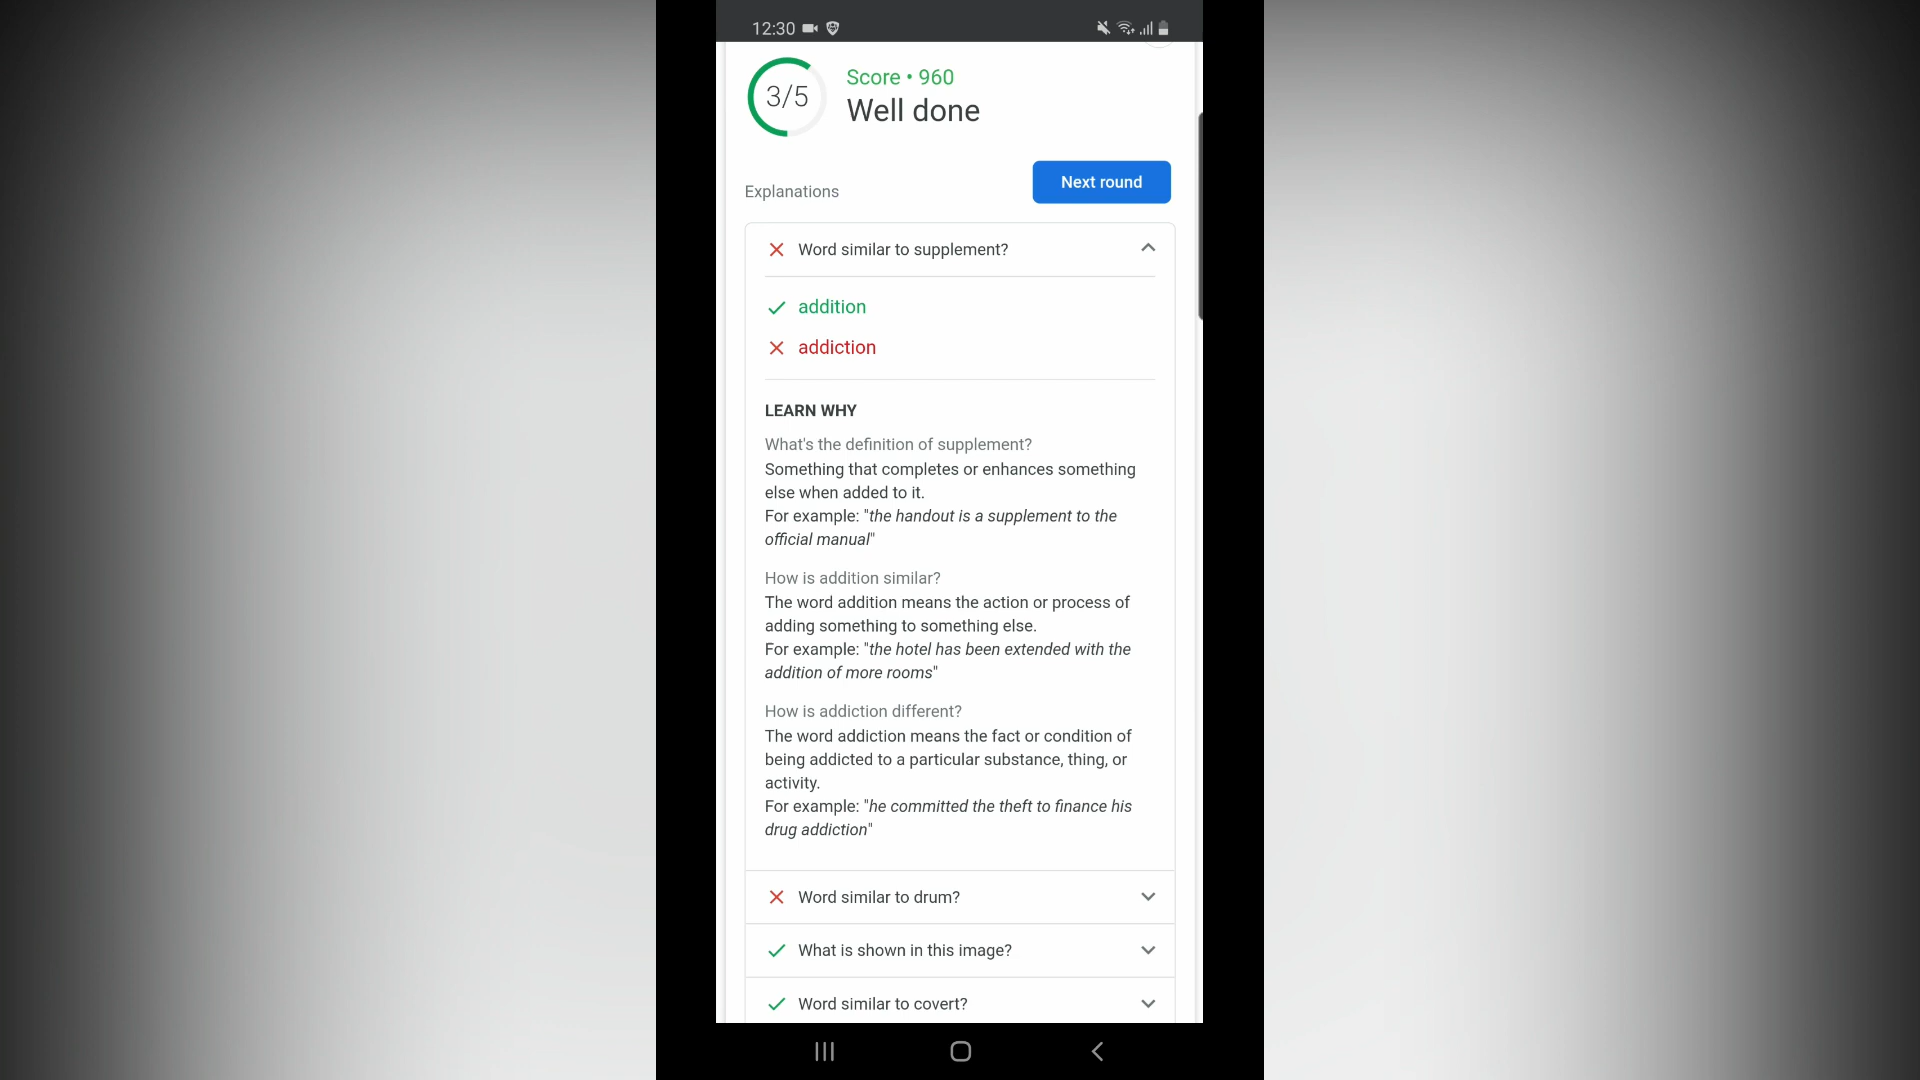 12:30
3/5
Score • 960
Well done
Explanations
Next round
Word similar to supplement?
addition
addiction
LEARN WHY
What's the definition of supplement?
Something that completes or enhances something
else when added to it.
For example: "the handout is a supplement to the
official manual"
How is addition similar?
The word addition means the action or process of
adding something to something else.
For example: "the hotel has been extended with the
addition of more rooms"
How is addiction different?
The word addiction means the fact or condition of
being addicted to a particular substance, thing, or
activity.
For example: "he committed the theft to finance his
drug addiction"
Word similar to drum?
What is shown in this image?
Word similar to covert?